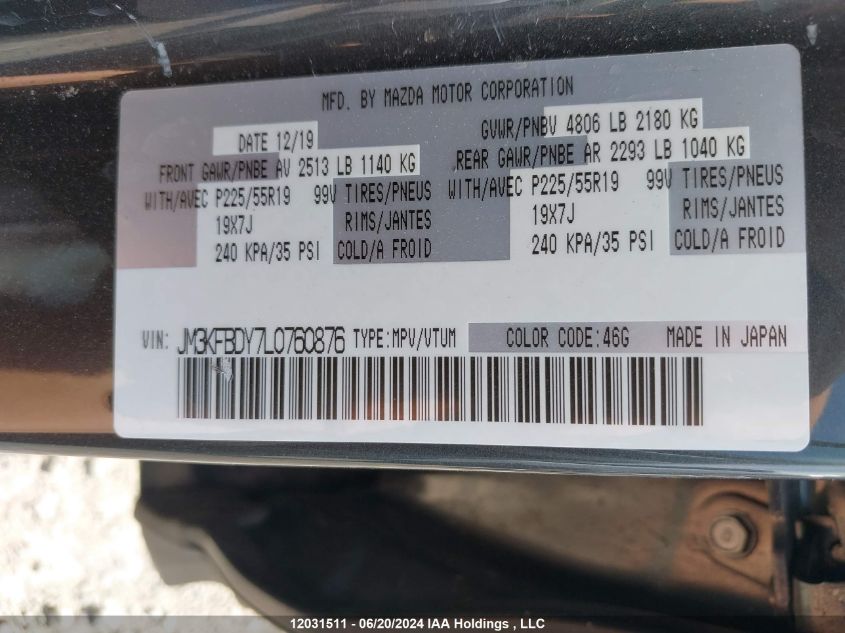 MFD. BY MAZDA MOTOR CORPORATION
DATE 12/19 GVWR/PNBV 4806 LB 2180 KG
FRONT GAWR/PNBE AV 2513 LB 1140 KG REAR GAWR/PNBE AR 2293 LB 1040 KG
WITH/AVEC P225/55R19 99V TIRES/PNEUS WITH/AVEC P225/55R19 99V TIRES/PNEUS
19X7J RIMS/JANTES 19X7J RIMS/JANTES
240 KPA/35 PSI COLD/A FROID 240 KPA/35 PSI COLD/A FROID
VIN: JM3KFBDY7L0760876 TYPE:MPV/VTUM COLOR CODE:46G MADE IN JAPAN
12031511 - 06/20/2024 IAA Holdings , LLC